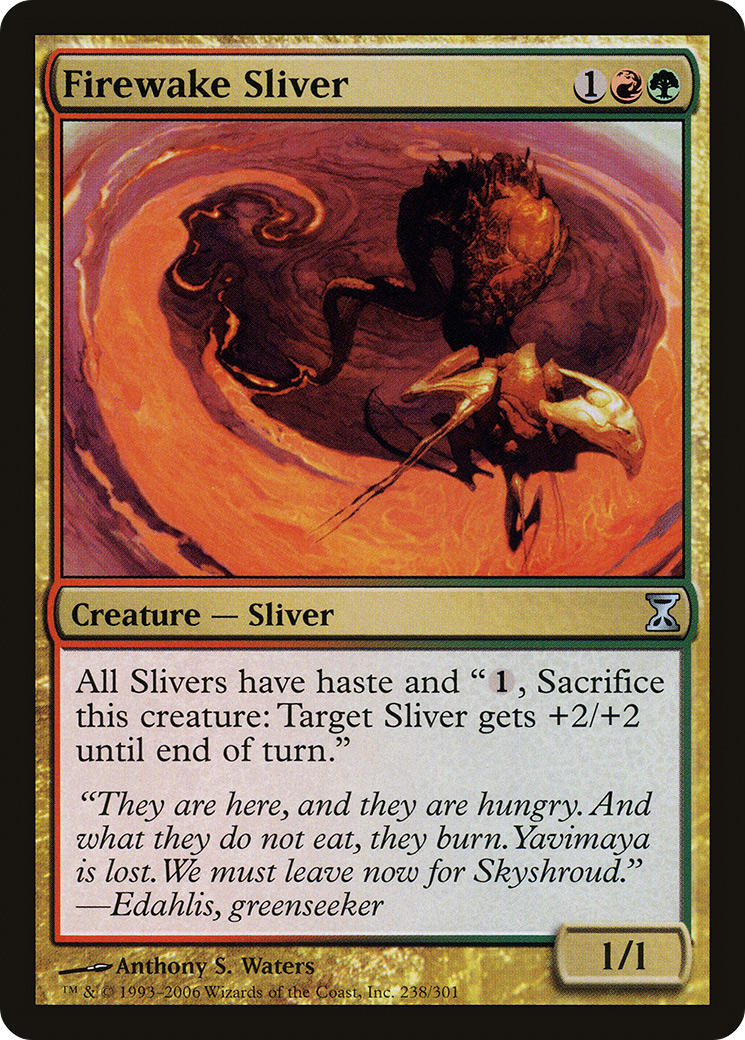 Firewake Sliver 1
Creature — Sliver
All Slivers have haste and “1, Sacrifice
this creature: Target Sliver gets +2/+2
until end of turn.”
“They are here, and they are hungry. And
what they do not eat, they burn. Yavimaya
is lost. We must leave now for Skyshroud.”
—Edahlis, greenseeker
1/1
Anthony S. Waters
™ & © 1993–2006 Wizards of the Coast, Inc. 238/301